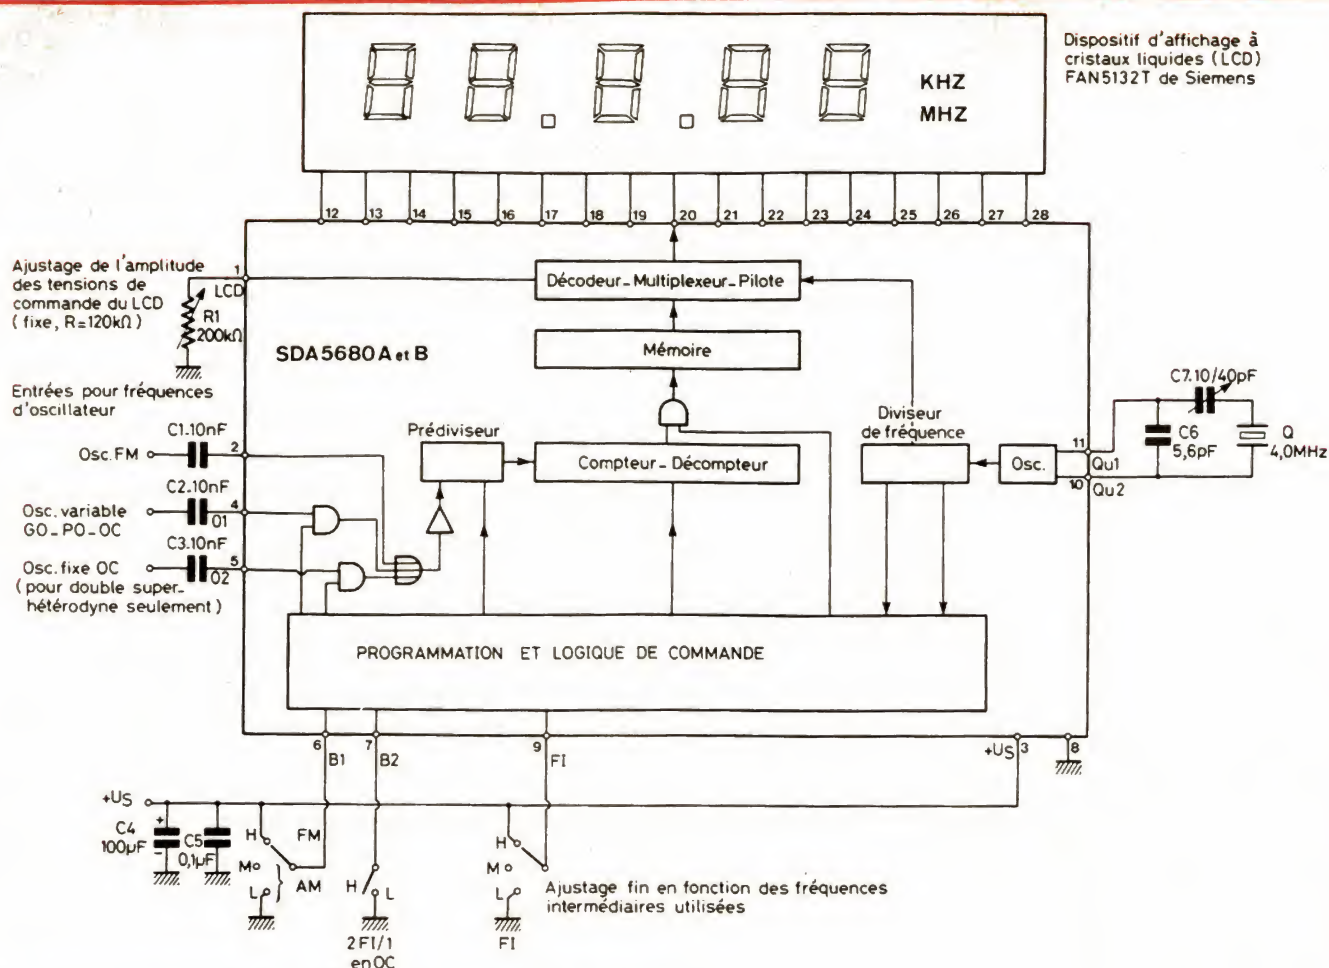 KHZ
MHZ
Dispositif d'affichage à
cristaux liquides (LCD)
FAN5132T de Siemens
12 13 14 15 16 17 18 19 20 21 22 23 24 25 26 27 28
Ajustage de l'amplitude
des tensions de
commande du LCD
(fixe, R=120kΩ)
1
LCD
R1
200kΩ
Décodeur_Multiplexeur_Pilote
Mémoire
SDA5680A et B
Entrées pour fréquences
d'oscillateur
C1.10nF
Osc. FM
2
Prédiviseur
Compteur_Décompteur
Diviseur
de fréquence
Osc.
C7.10/40pF
11
Qu1
C6
5,6pF
Q
4,0MHz
10
Qu2
C2.10nF
Osc. variable
GO_PO_OC
4
O1
C3.10nF
Osc. fixe OC
(pour double super_
hétérodyne seulement)
5
O2
PROGRAMMATION ET LOGIQUE DE COMMANDE
6
B1
7
B2
9
FI
+US
3
8
+US
C4
100µF
+
-
C5
0,1µF
H
FM
M
L
AM
H
L
2FI/1
en OC
H
M
L
FI
Ajustage fin en fonction des fréquences
intermédiaires utilisées